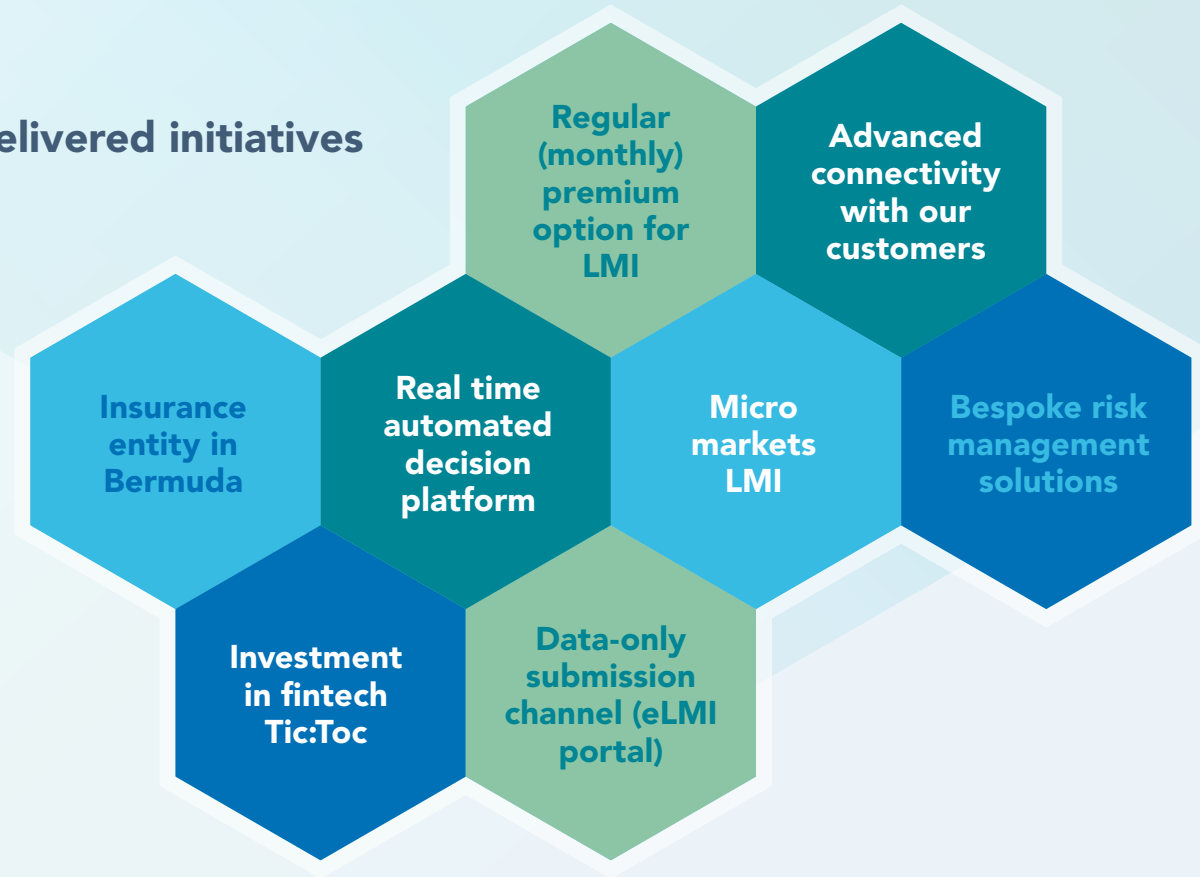 elivered initiatives
Regular
(monthly)
premium
option for
LMI
Advanced
connectivity
with our
customers
Insurance
entity in
Bermuda
Real time
automated
decision
platform
Micro
markets
LMI
Bespoke risk
management
solutions
Investment
in fintech
Tic:Toc
Data-only
submission
channel (eLMI
portal)